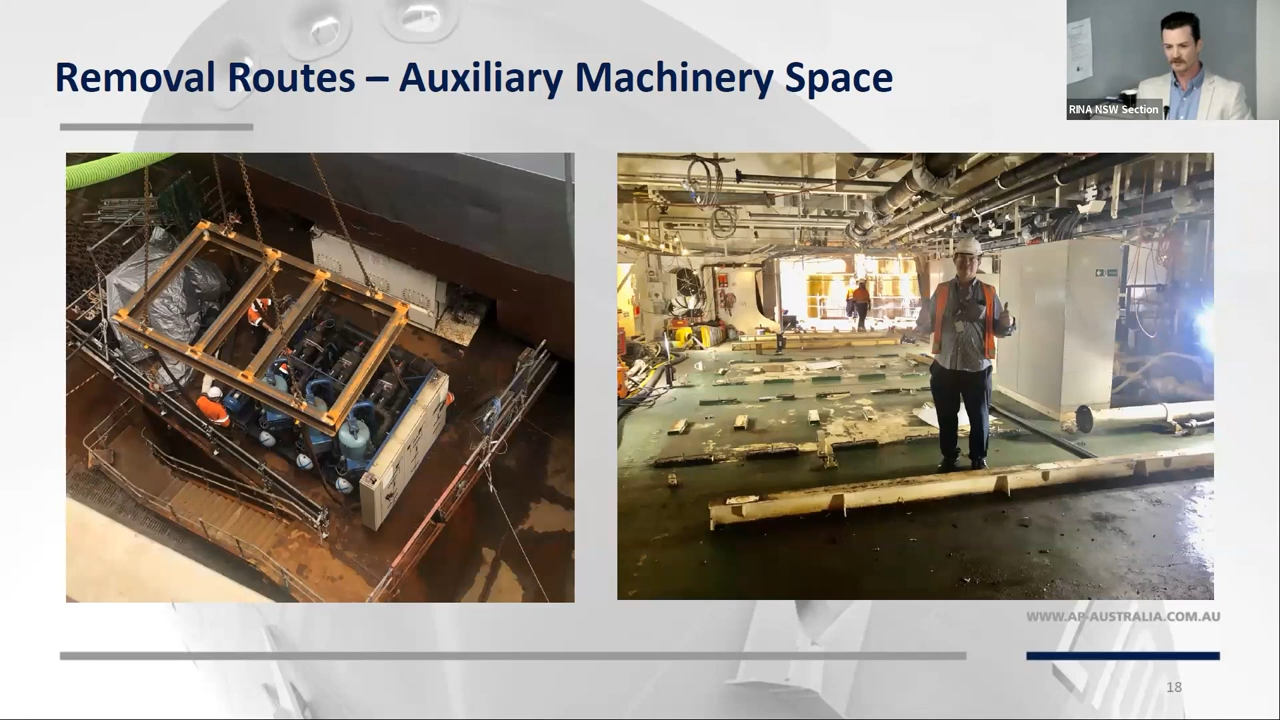 Removal Routes – Auxiliary Machinery Space
RINA NSW Section
WWW.AP-AUSTRALIA.COM.AU
18